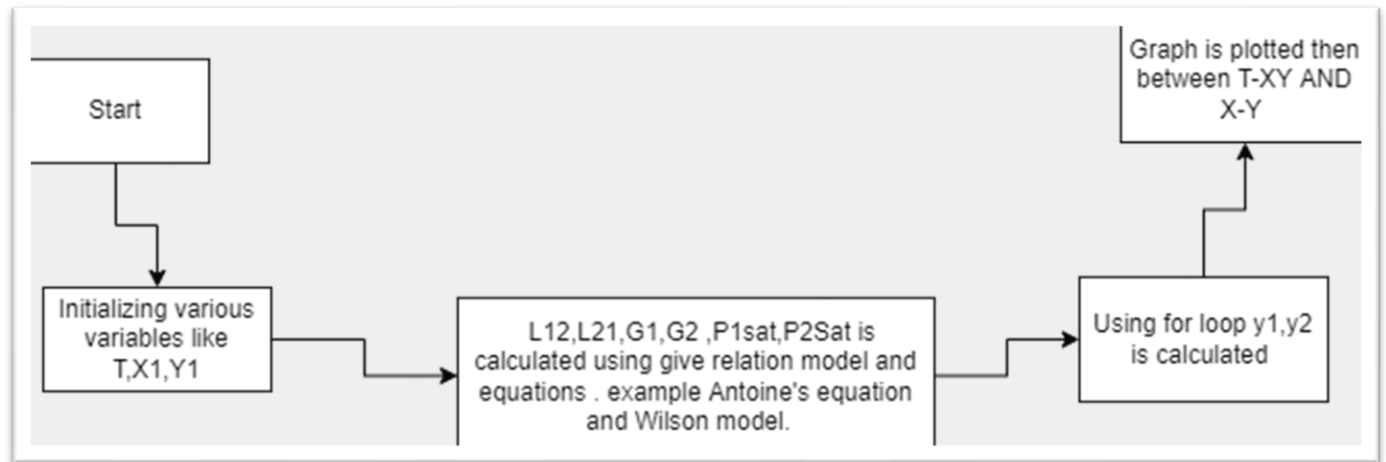 Start
Initializing various
variables like
T,X1,Y1
L12,L21,G1,G2 ,P1sat,P2Sat is
calculated using give relation model and
equations . example Antoine's equation
and Wilson model.
Using for loop y1,y2
is calculated
Graph is plotted then
between T-XY AND
X-Y